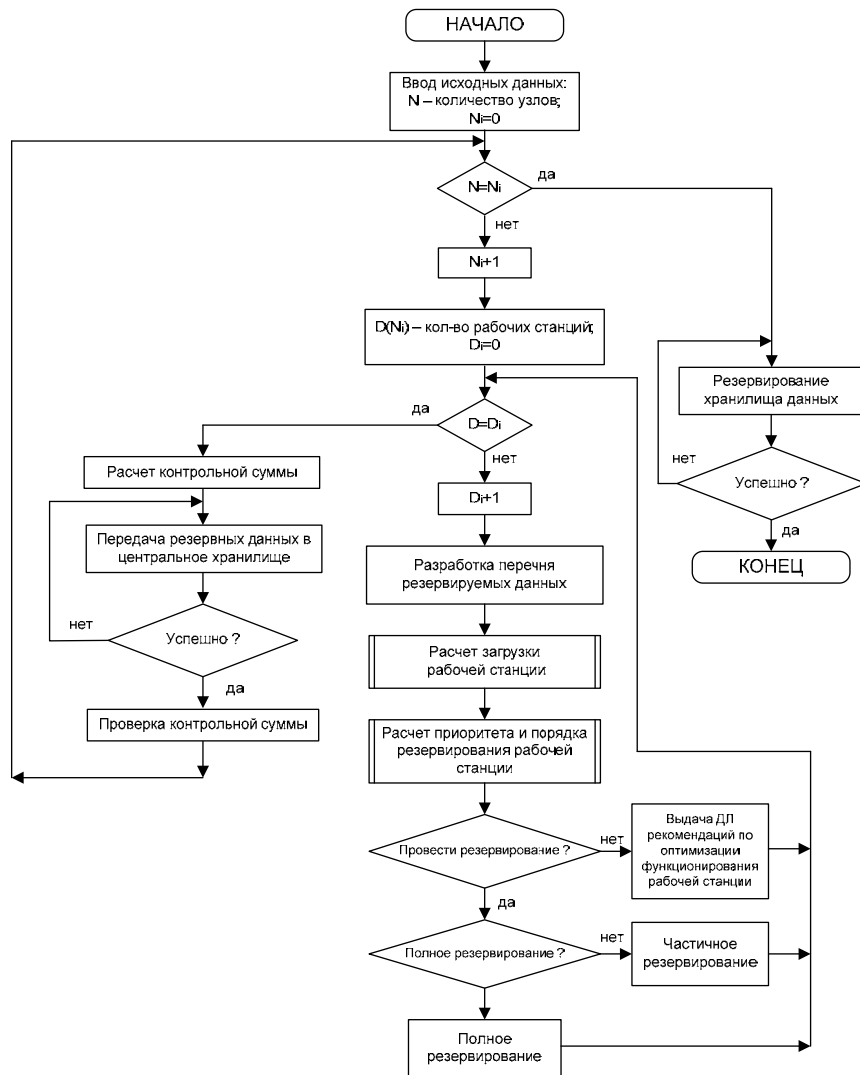 НАЧАЛО
Ввод исходных данных:
N – количество узлов;
Ni=0
N=Ni
да
нет
Ni+1
D(Ni) – кол-во рабочих станций;
Di=0
D=Di
да
нет
Di+1
Разработка перечня
резервируемых данных
Расчет загрузки
рабочей станции
Расчет приоритета и порядка
резервирования рабочей
станции
Провести резервирование ?
нет
Выдача ДЛ
рекомендаций по
оптимизации
функционирования
рабочей станции
да
Полное резервирование ?
нет
Частичное
резервирование
да
Полное
резервирование
Расчет контрольной суммы
Передача резервных данных в
центральное хранилище
Успешно ?
нет
да
Проверка контрольной суммы
Резервирование
хранилища данных
Успешно ?
нет
да
КОНЕЦ